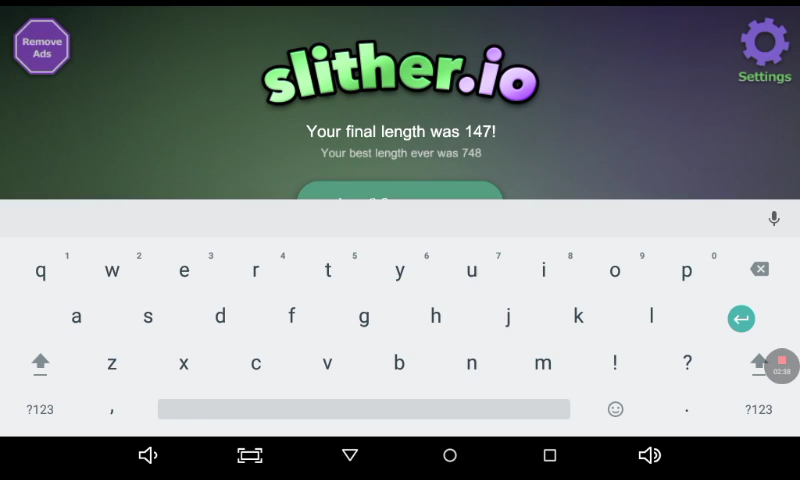 Remove
Ads
slither.io
Settings
Your final length was 147!
Your best length ever was 748
1 2 3 4 5 6 7 8 9 0
q w e r t y u i o p
a s d f g h j k l
z x c v b n m ! ?
02:38
?123 , . ?123